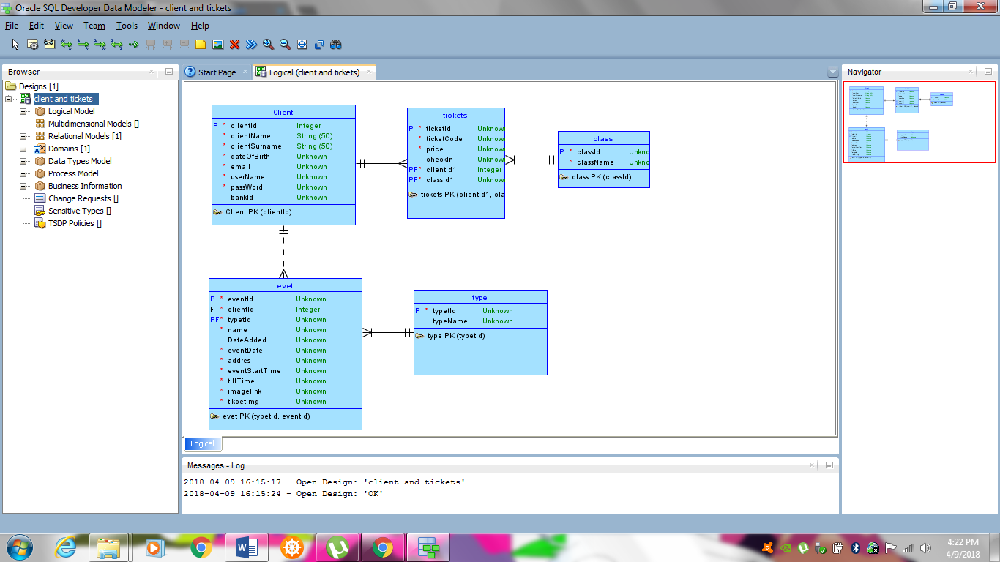 Oracle SQL Developer Data Modeler - client and tickets
File Edit View Team Tools Window Help
Browser
Designs [1]
client and tickets
Logical Model
Multidimensional Models []
Relational Models [1]
Domains [1]
Data Types Model
Process Model
Business Information
Change Requests []
Sensitive Types []
TSDP Policies []
Start Page
Logical (client and tickets)
Client
P * clientId Integer
* clientName String (50)
* clientSurname String (50)
* dateOfBirth Unknown
* email Unknown
* userName Unknown
* passWord Unknown
bankId Unknown
Client PK (clientId)
tickets
P * ticketId Unknow
* ticketCode Unknow
* price Unknow
checkIn Unknow
PF* clientId1 Integer
PF* classId1 Unknow
tickets PK (clientId1, cla
class
P * classId Unkno
* className Unkno
class PK (classId)
evet
P * eventId Unknown
F * clientId Integer
PF* typetId Unknown
* name Unknown
DateAdded Unknown
* eventDate Unknown
* addres Unknown
* eventStartTime Unknown
* tillTime Unknown
* imagelink Unknown
* tikcetImg Unknown
evet PK (typetId, eventId)
type
P * typetId Unknown
typeName Unknown
type PK (typetId)
Logical
Messages - Log
2018-04-09 16:15:17 - Open Design: 'client and tickets'
2018-04-09 16:15:24 - Open Design: 'OK'
Navigator
4:22 PM
4/9/2018